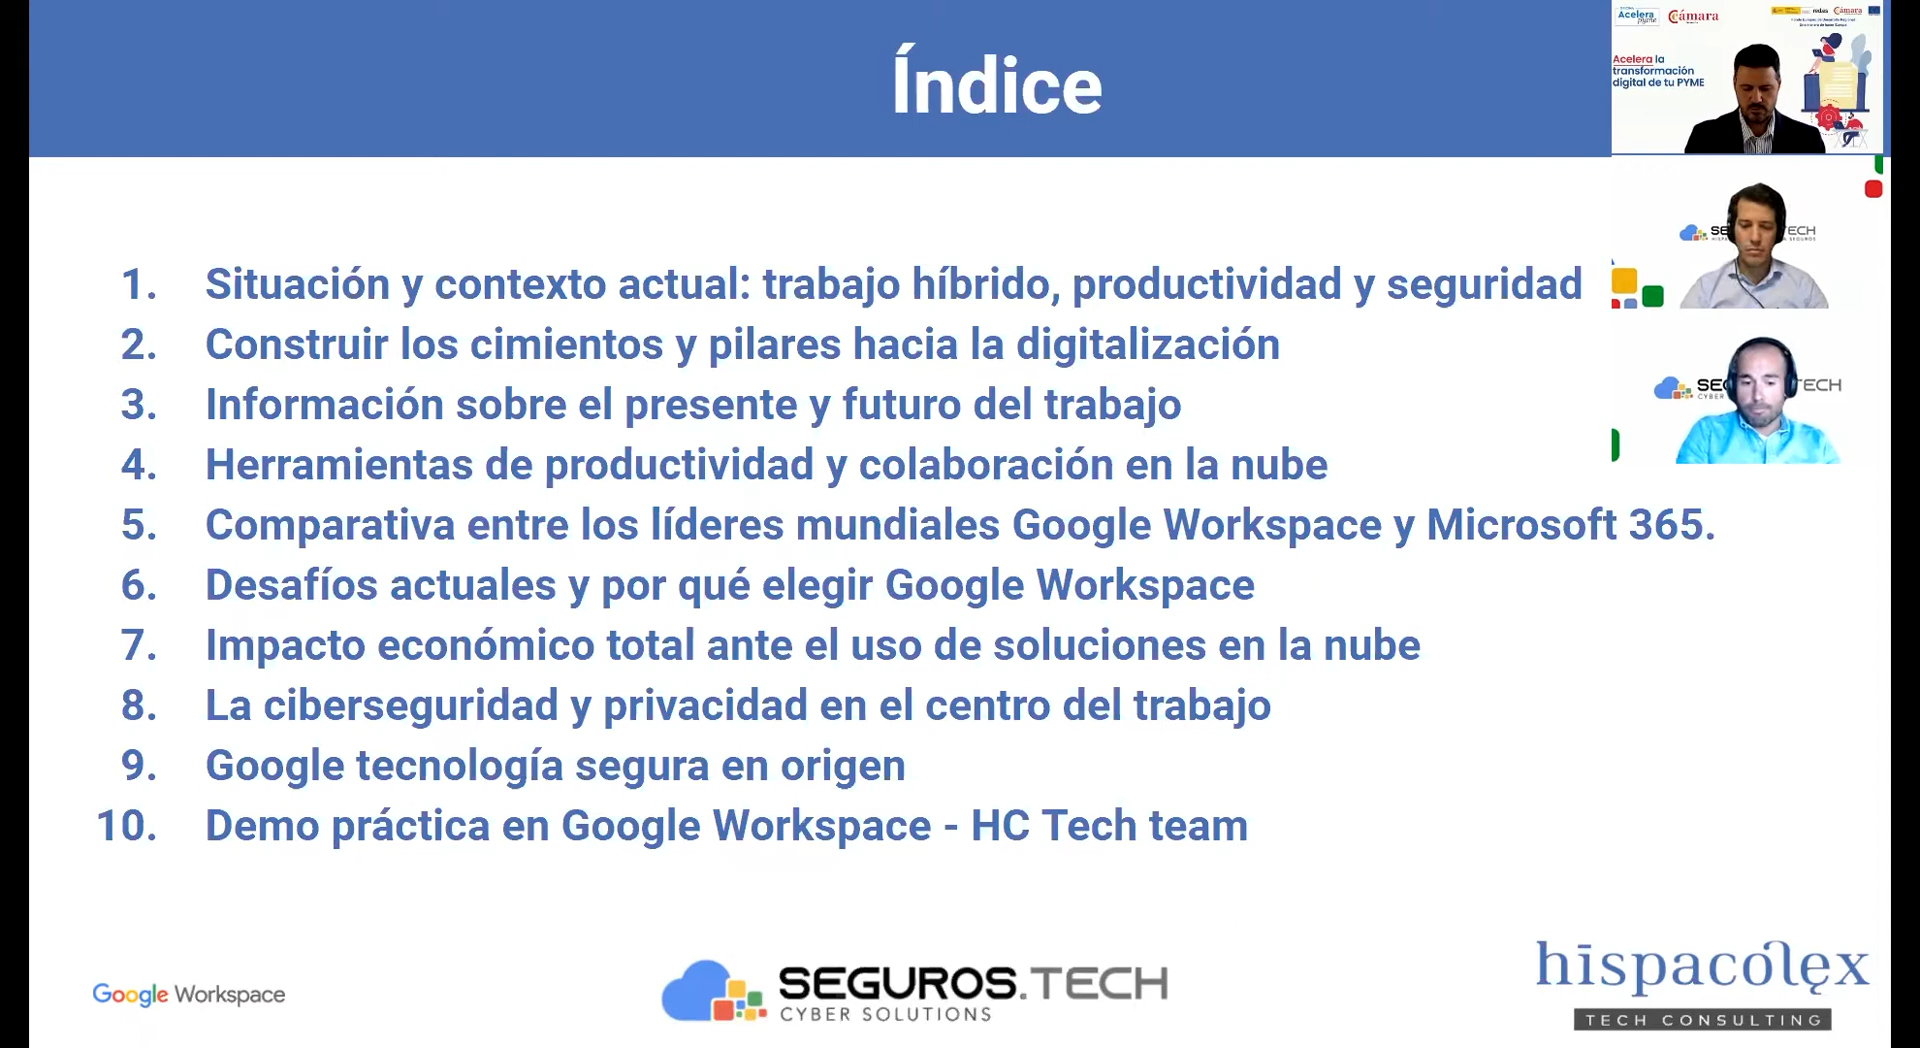 Índice
Acelera pyme
Cámara
Acelera la
transformación
digital de tu PYME
1. Situación y contexto actual: trabajo híbrido, productividad y seguridad
2. Construir los cimientos y pilares hacia la digitalización
3. Información sobre el presente y futuro del trabajo
4. Herramientas de productividad y colaboración en la nube
5. Comparativa entre los líderes mundiales Google Workspace y Microsoft 365.
6. Desafíos actuales y por qué elegir Google Workspace
7. Impacto económico total ante el uso de soluciones en la nube
8. La ciberseguridad y privacidad en el centro del trabajo
9. Google tecnología segura en origen
10. Demo práctica en Google Workspace - HC Tech team
Google Workspace
SEGUROS.TECH
CYBER SOLUTIONS
hispacolex
TECH CONSULTING